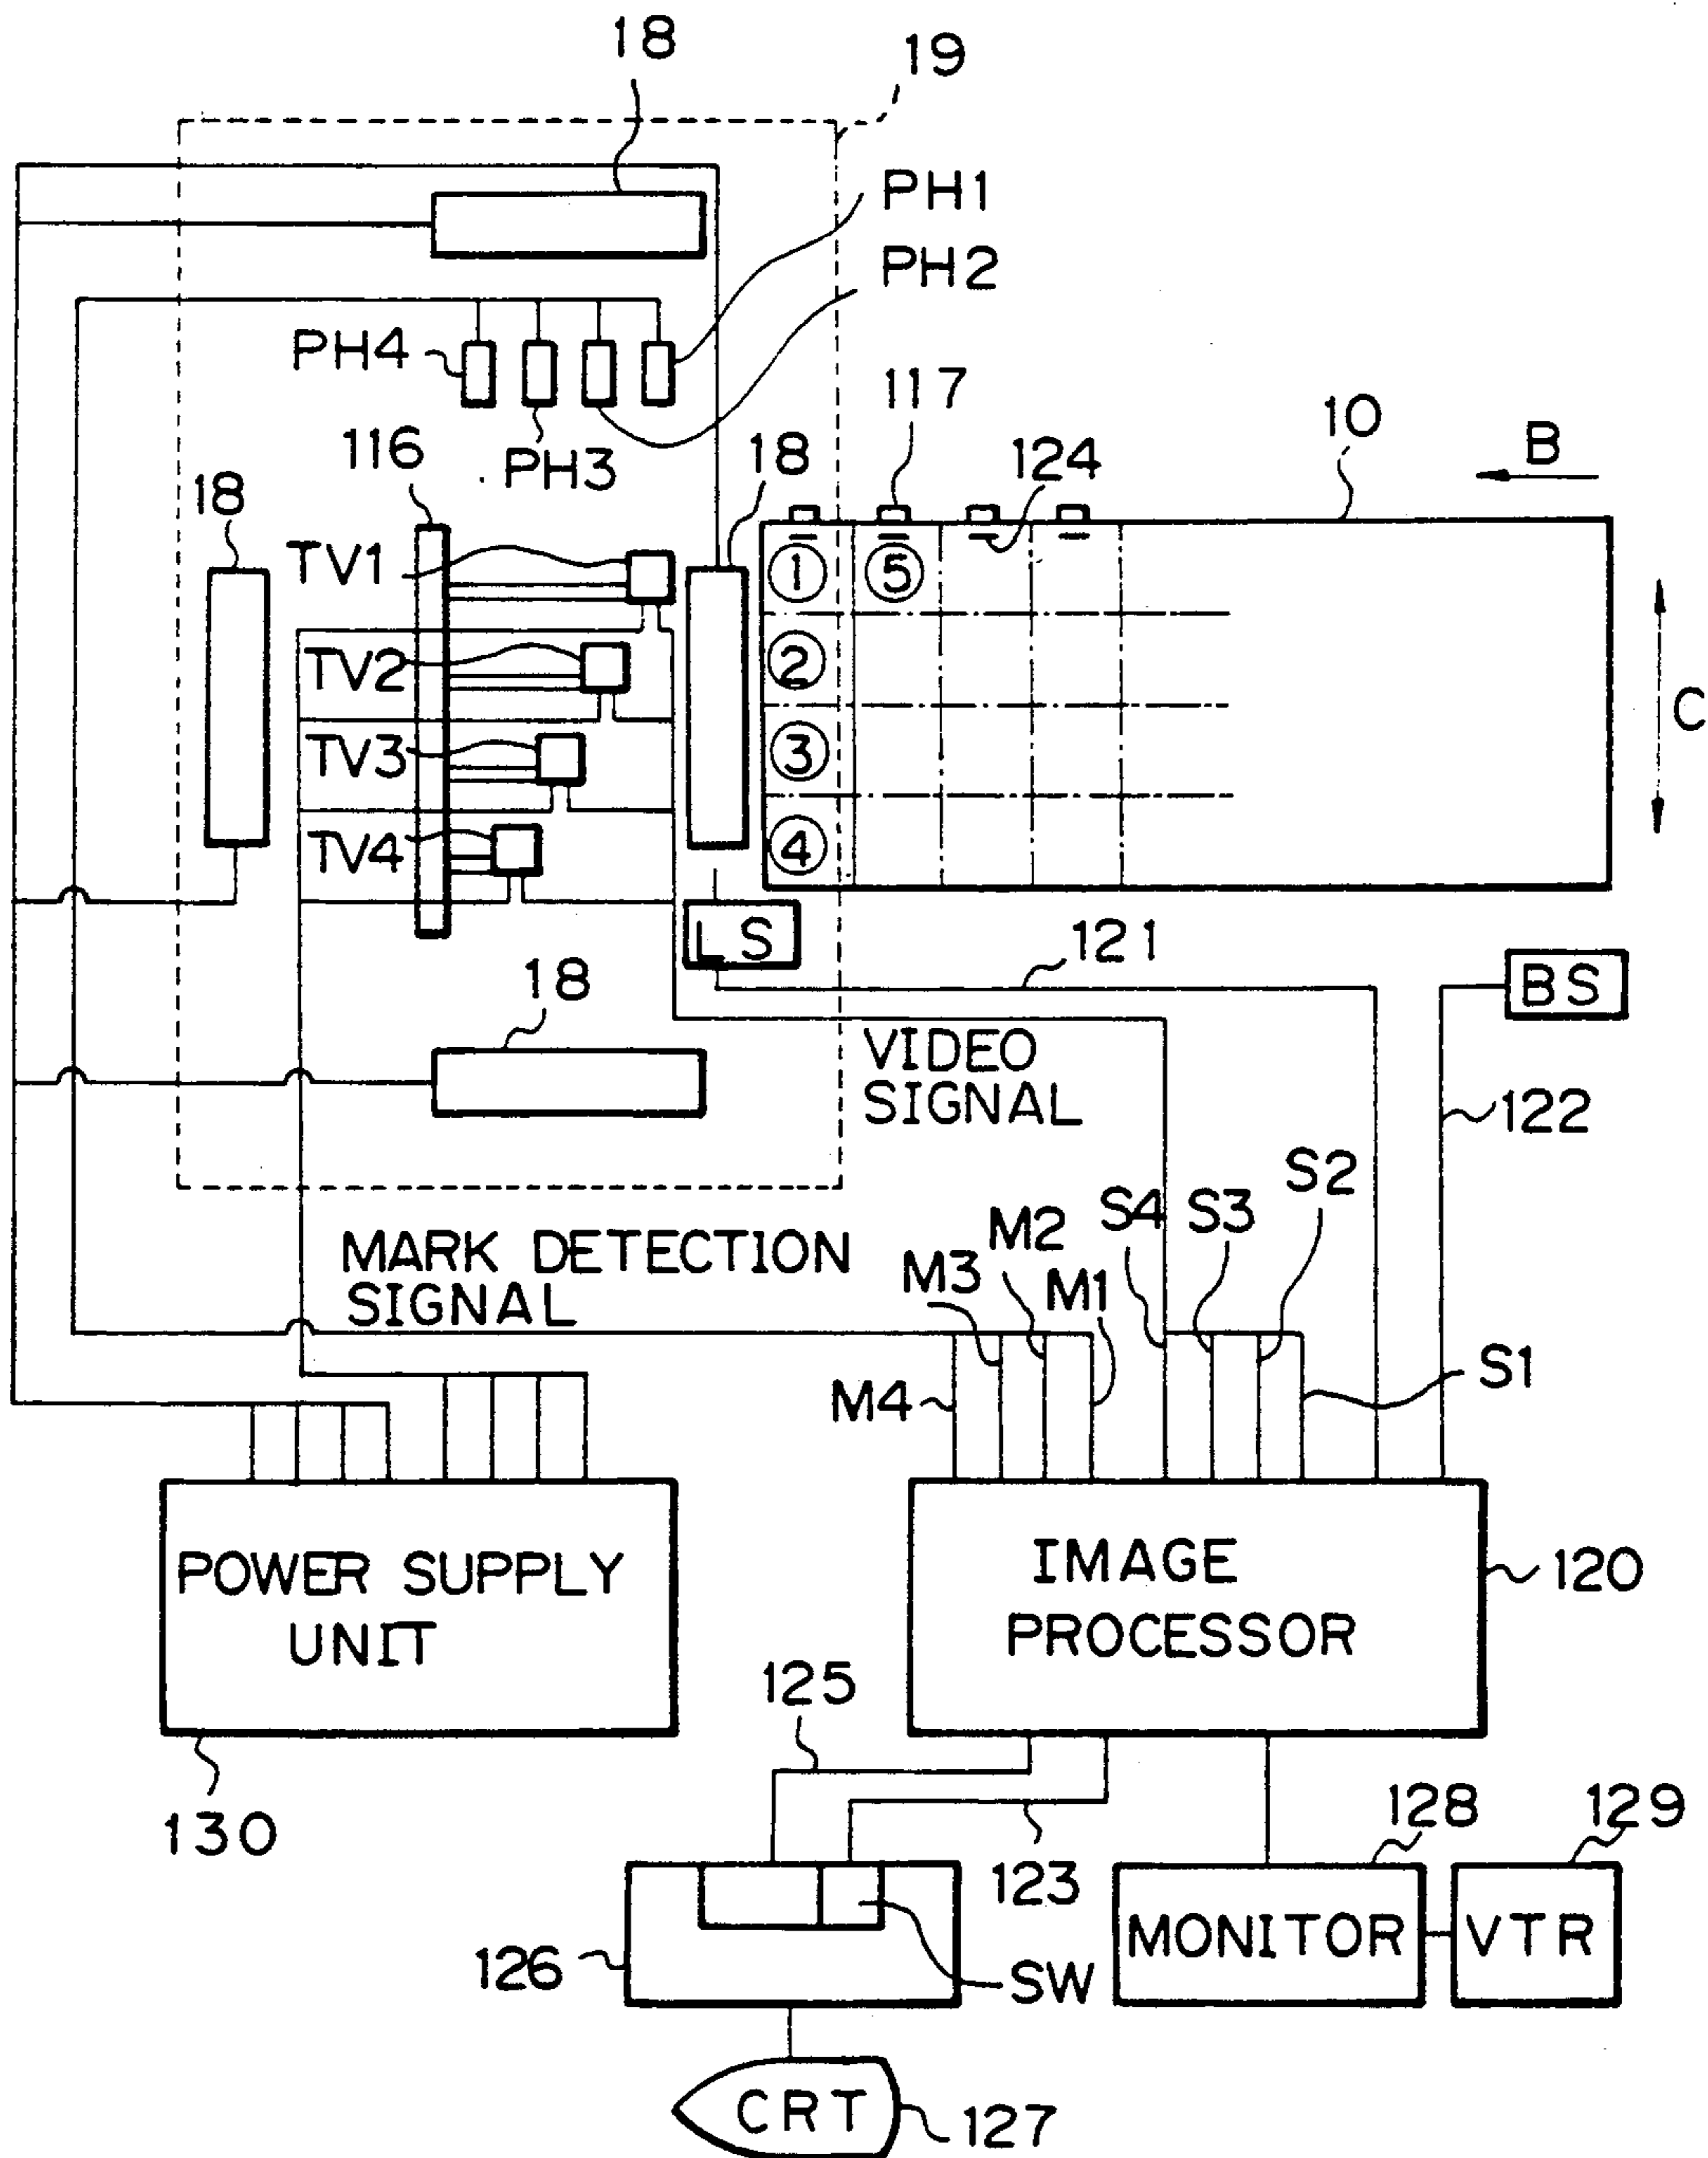 18
19
PH1
PH2
PH4
117
10
B
116
PH3
18
124
18
TV1
1
5
TV2
2
C
TV3
3
TV4
4
LS
121
BS
18
VIDEO
SIGNAL
122
S2
S4
S3
MARK DETECTION
SIGNAL
M2
M3
M1
S1
M4
POWER SUPPLY
UNIT
IMAGE
PROCESSOR
120
125
130
128
129
123
MONITOR
VTR
126
SW
CRT
127